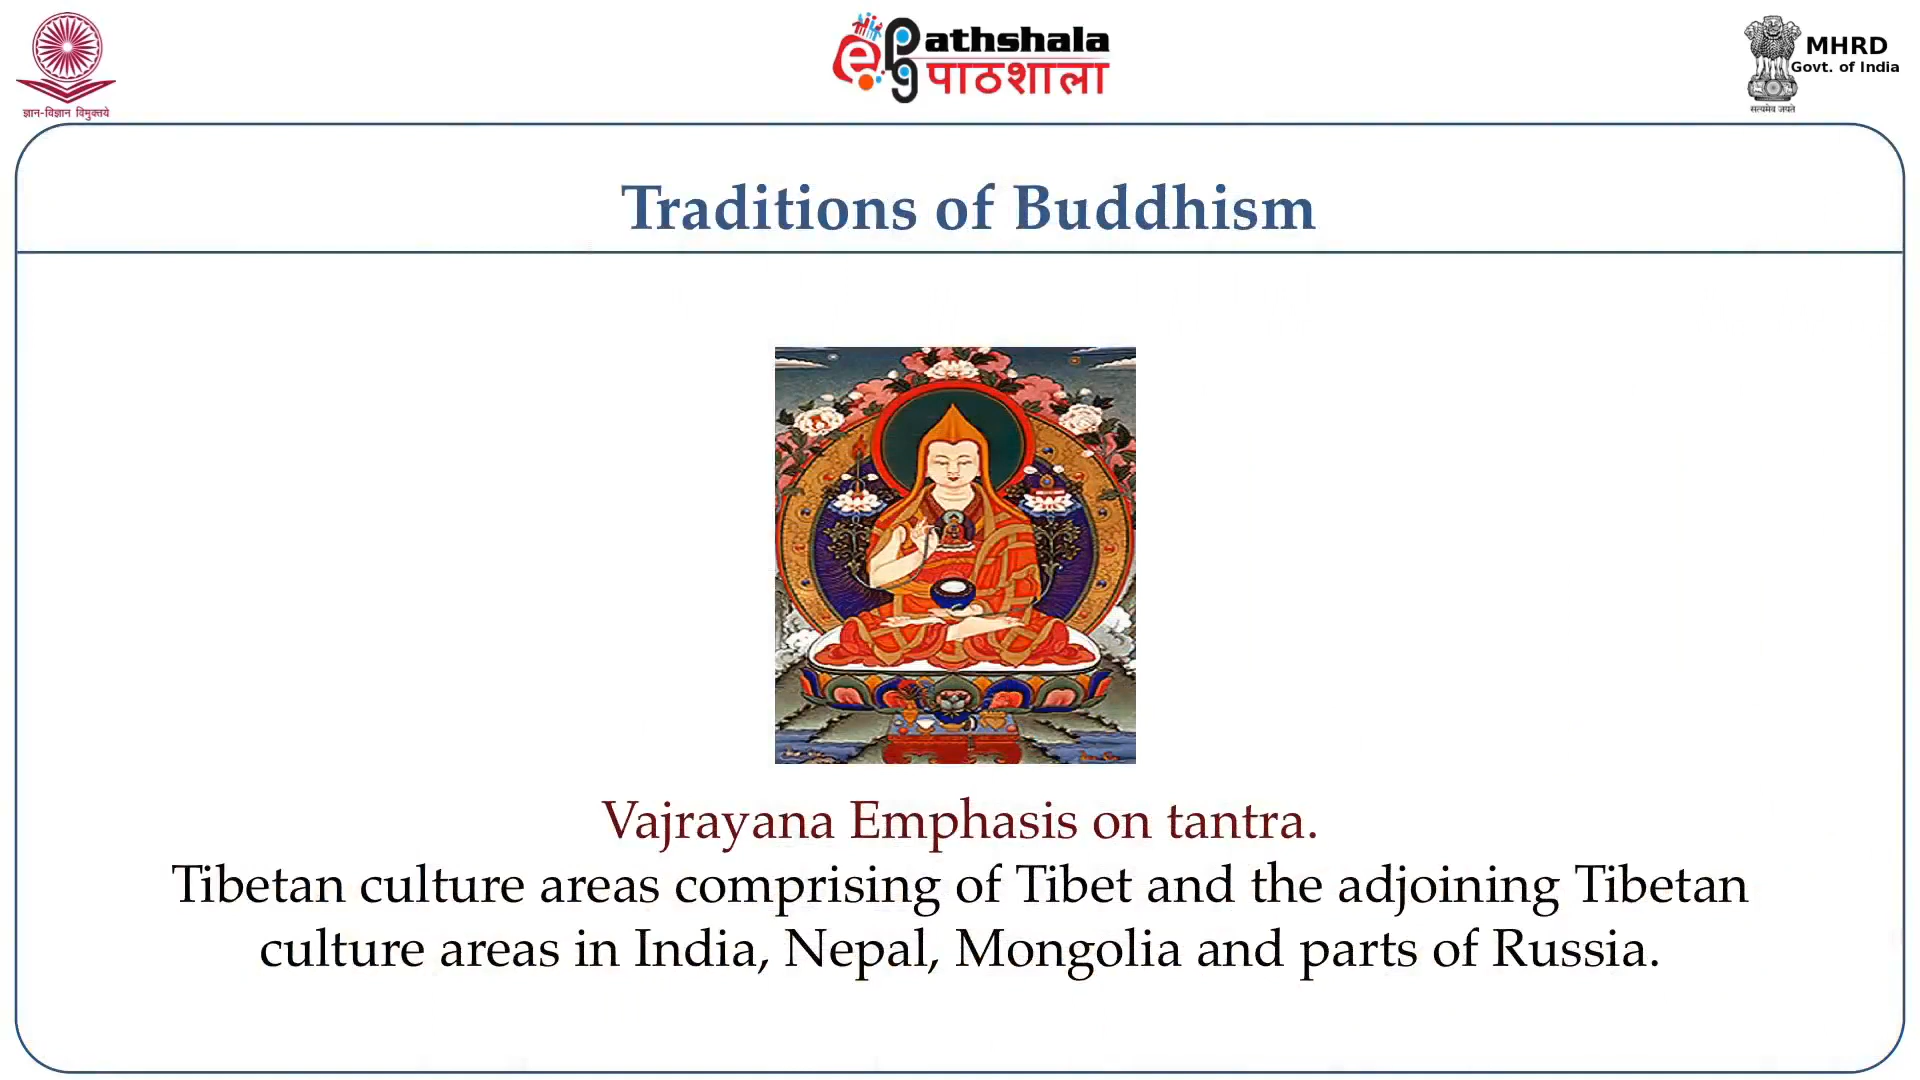 ज्ञान-विज्ञान विमुक्तये
ePathshala
पाठशाला
MHRD
Govt. of India
सत्यमेव जयते
Traditions of Buddhism
Vajrayana Emphasis on tantra.
Tibetan culture areas comprising of Tibet and the adjoining Tibetan
culture areas in India, Nepal, Mongolia and parts of Russia.